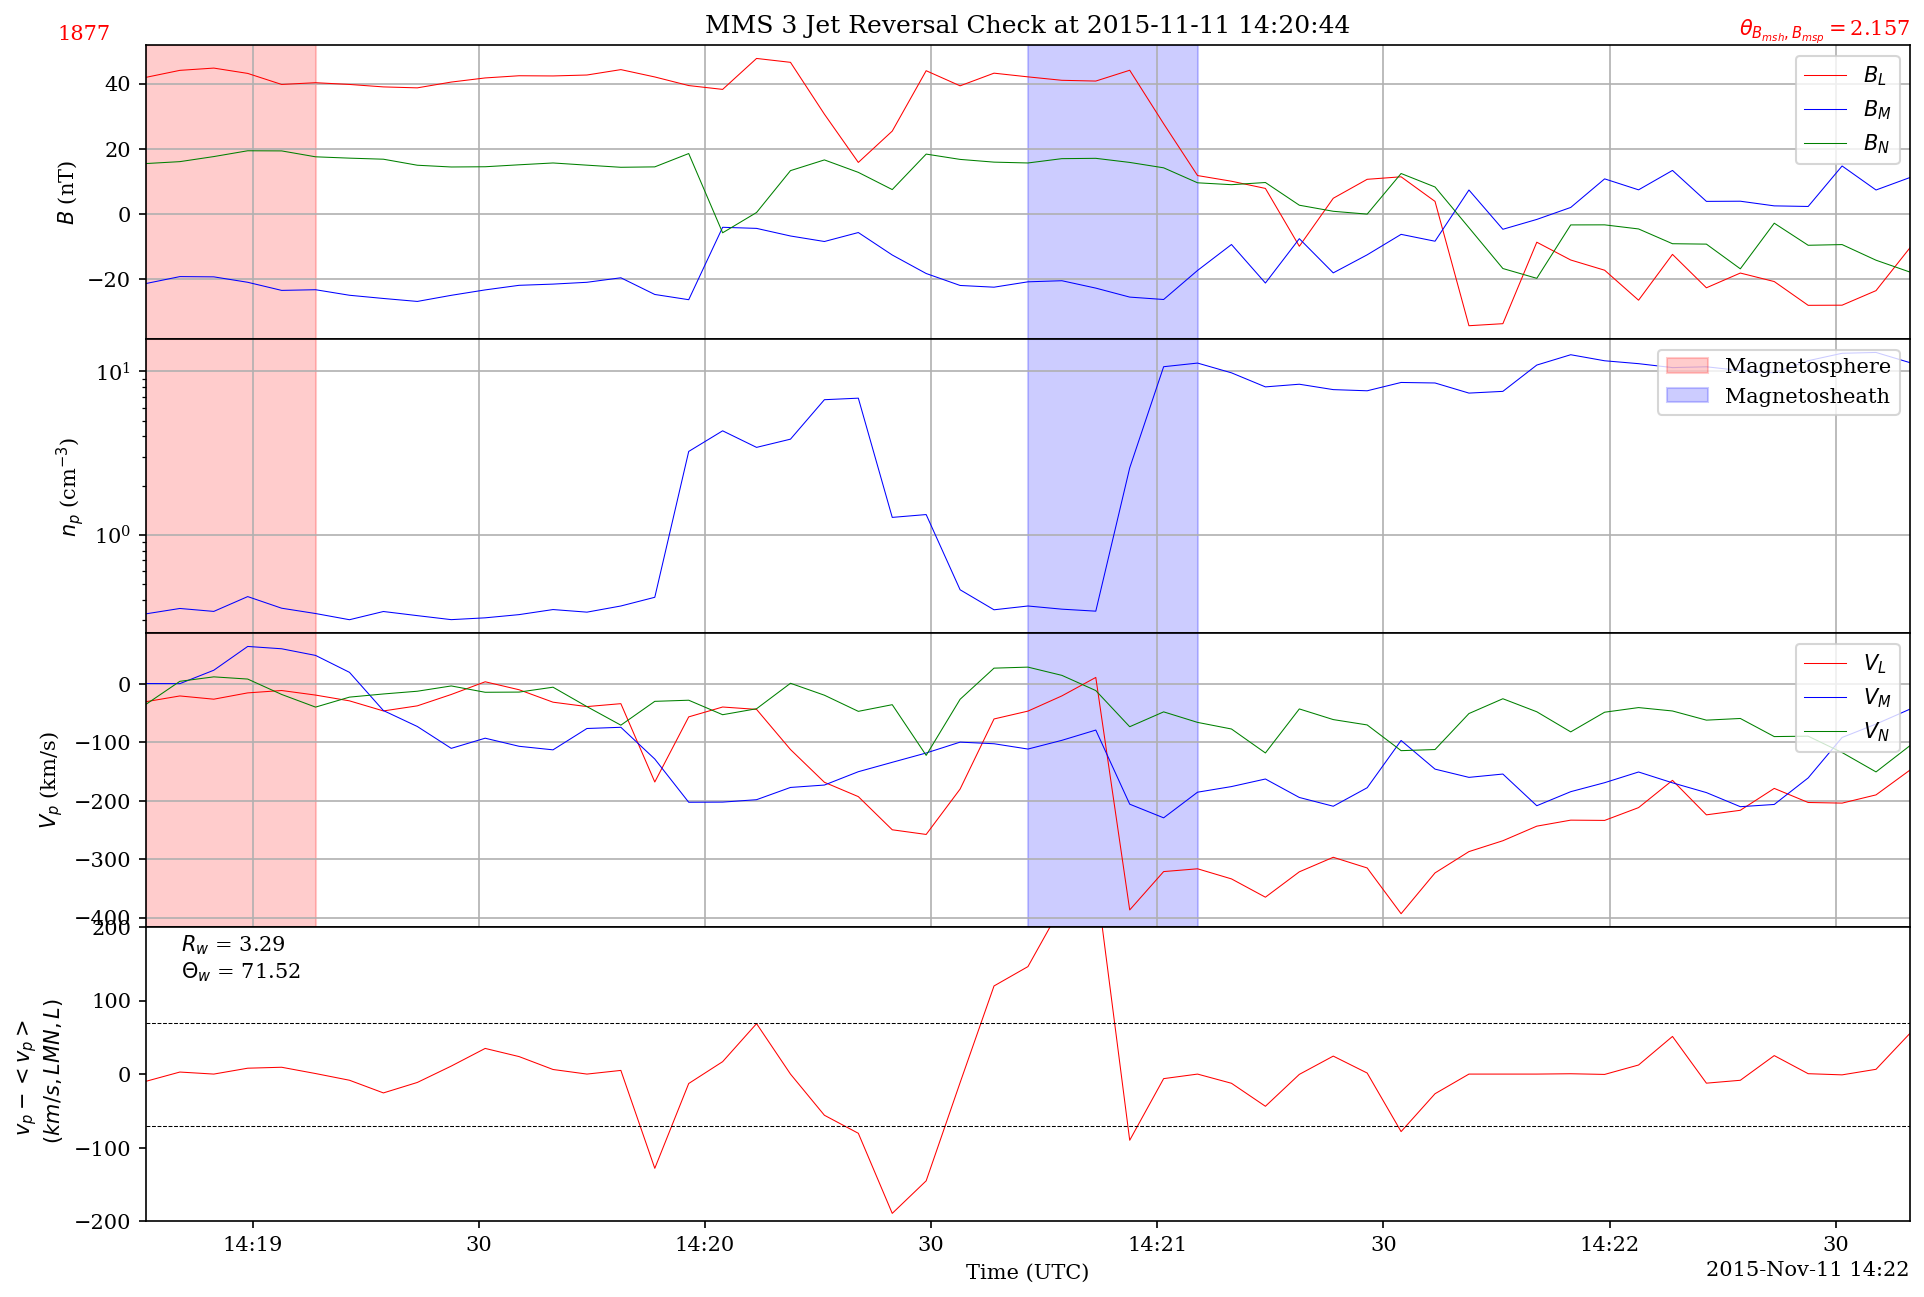 1877
MMS 3 Jet Reversal Check at 2015-11-11 14:20:44
θ_{B_{msh}, B_{msp}} = 2.157
B (nT)
40
20
0
−20
B_L
B_M
B_N
n_p (cm^{−3})
10^1
10^0
Magnetosphere
Magnetosheath
V_p (km/s)
0
−100
−200
−300
−400
V_L
V_M
V_N
v_p − < v_p >
(km/s, LMN, L)
200
100
0
−100
−200
R_w = 3.29
Θ_w = 71.52
14:19
30
14:20
30
14:21
30
14:22
30
Time (UTC)
2015-Nov-11 14:22